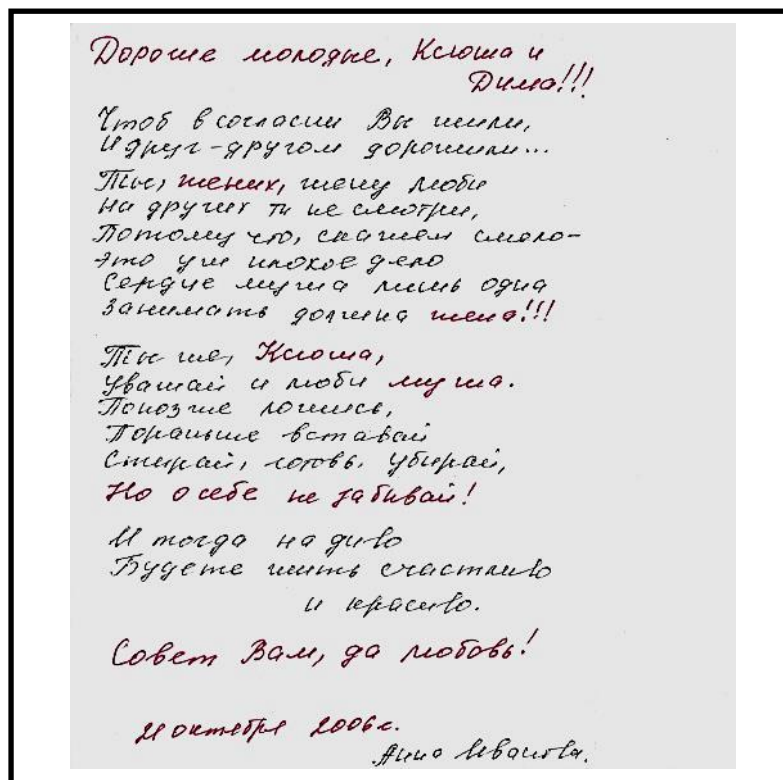 Дорогие молодые, Ксюша и
Дима!!!
Чтоб в согласии Вы жили,
И друг-другом дорожили...
Ты, жених, жену люби
На других ты не смотри,
Потому что, скажем смело-
Это уж плохое дело
Сердце мужа лишь одна
Занимать должна жена!!!
Ты же, Ксюша,
Уважай и люби мужа.
Попозже ложись,
Пораньше вставай
Стирай, готовь, убирай,
Но о себе не забывай!
И тогда на диво
Будете жить счастливо
и красиво.
Совет Вам, да любовь!
21 октября 2006г.
Анна Иванова.